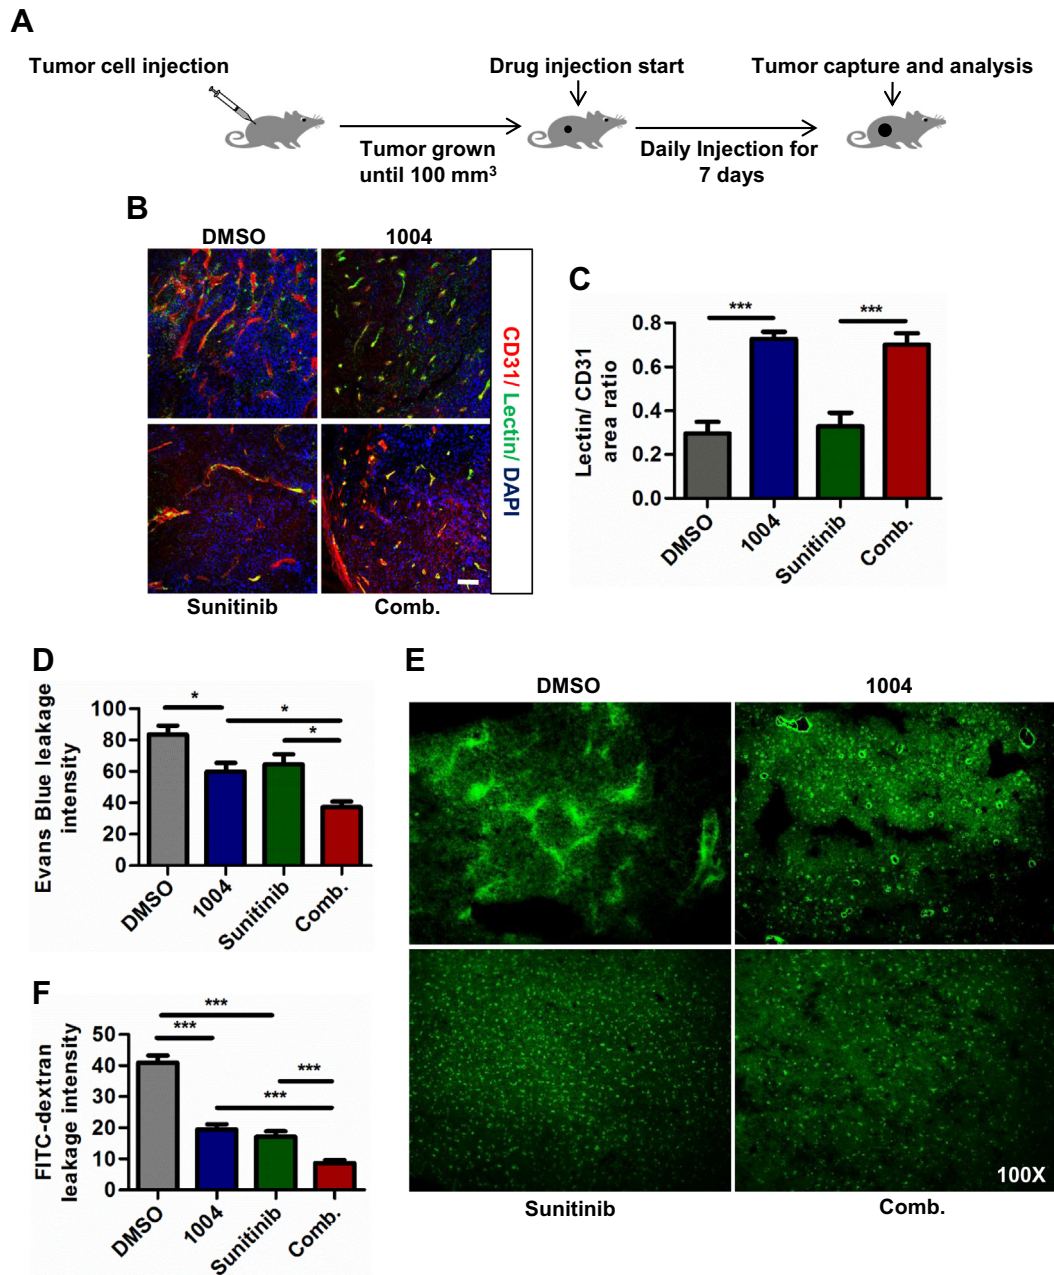 A
Tumor cell injection
Drug injection start
Tumor capture and analysis
Tumor grown
until 100 mm³
Daily Injection for
7 days
B
DMSO
1004
CD31/ Lectin/ DAPI
Sunitinib
Comb.
C
***
***
Lectin/ CD31
area ratio
0.8
0.6
0.4
0.2
0.0
DMSO
1004
Sunitinib
Comb.
D
*
*
*
Evans Blue leakage
intensity
100
80
60
40
20
0
DMSO
1004
Sunitinib
Comb.
E
DMSO
1004
100X
Sunitinib
Comb.
F
***
***
***
***
FITC-dextran
leakage intensity
50
40
30
20
10
0
DMSO
1004
Sunitinib
Comb.